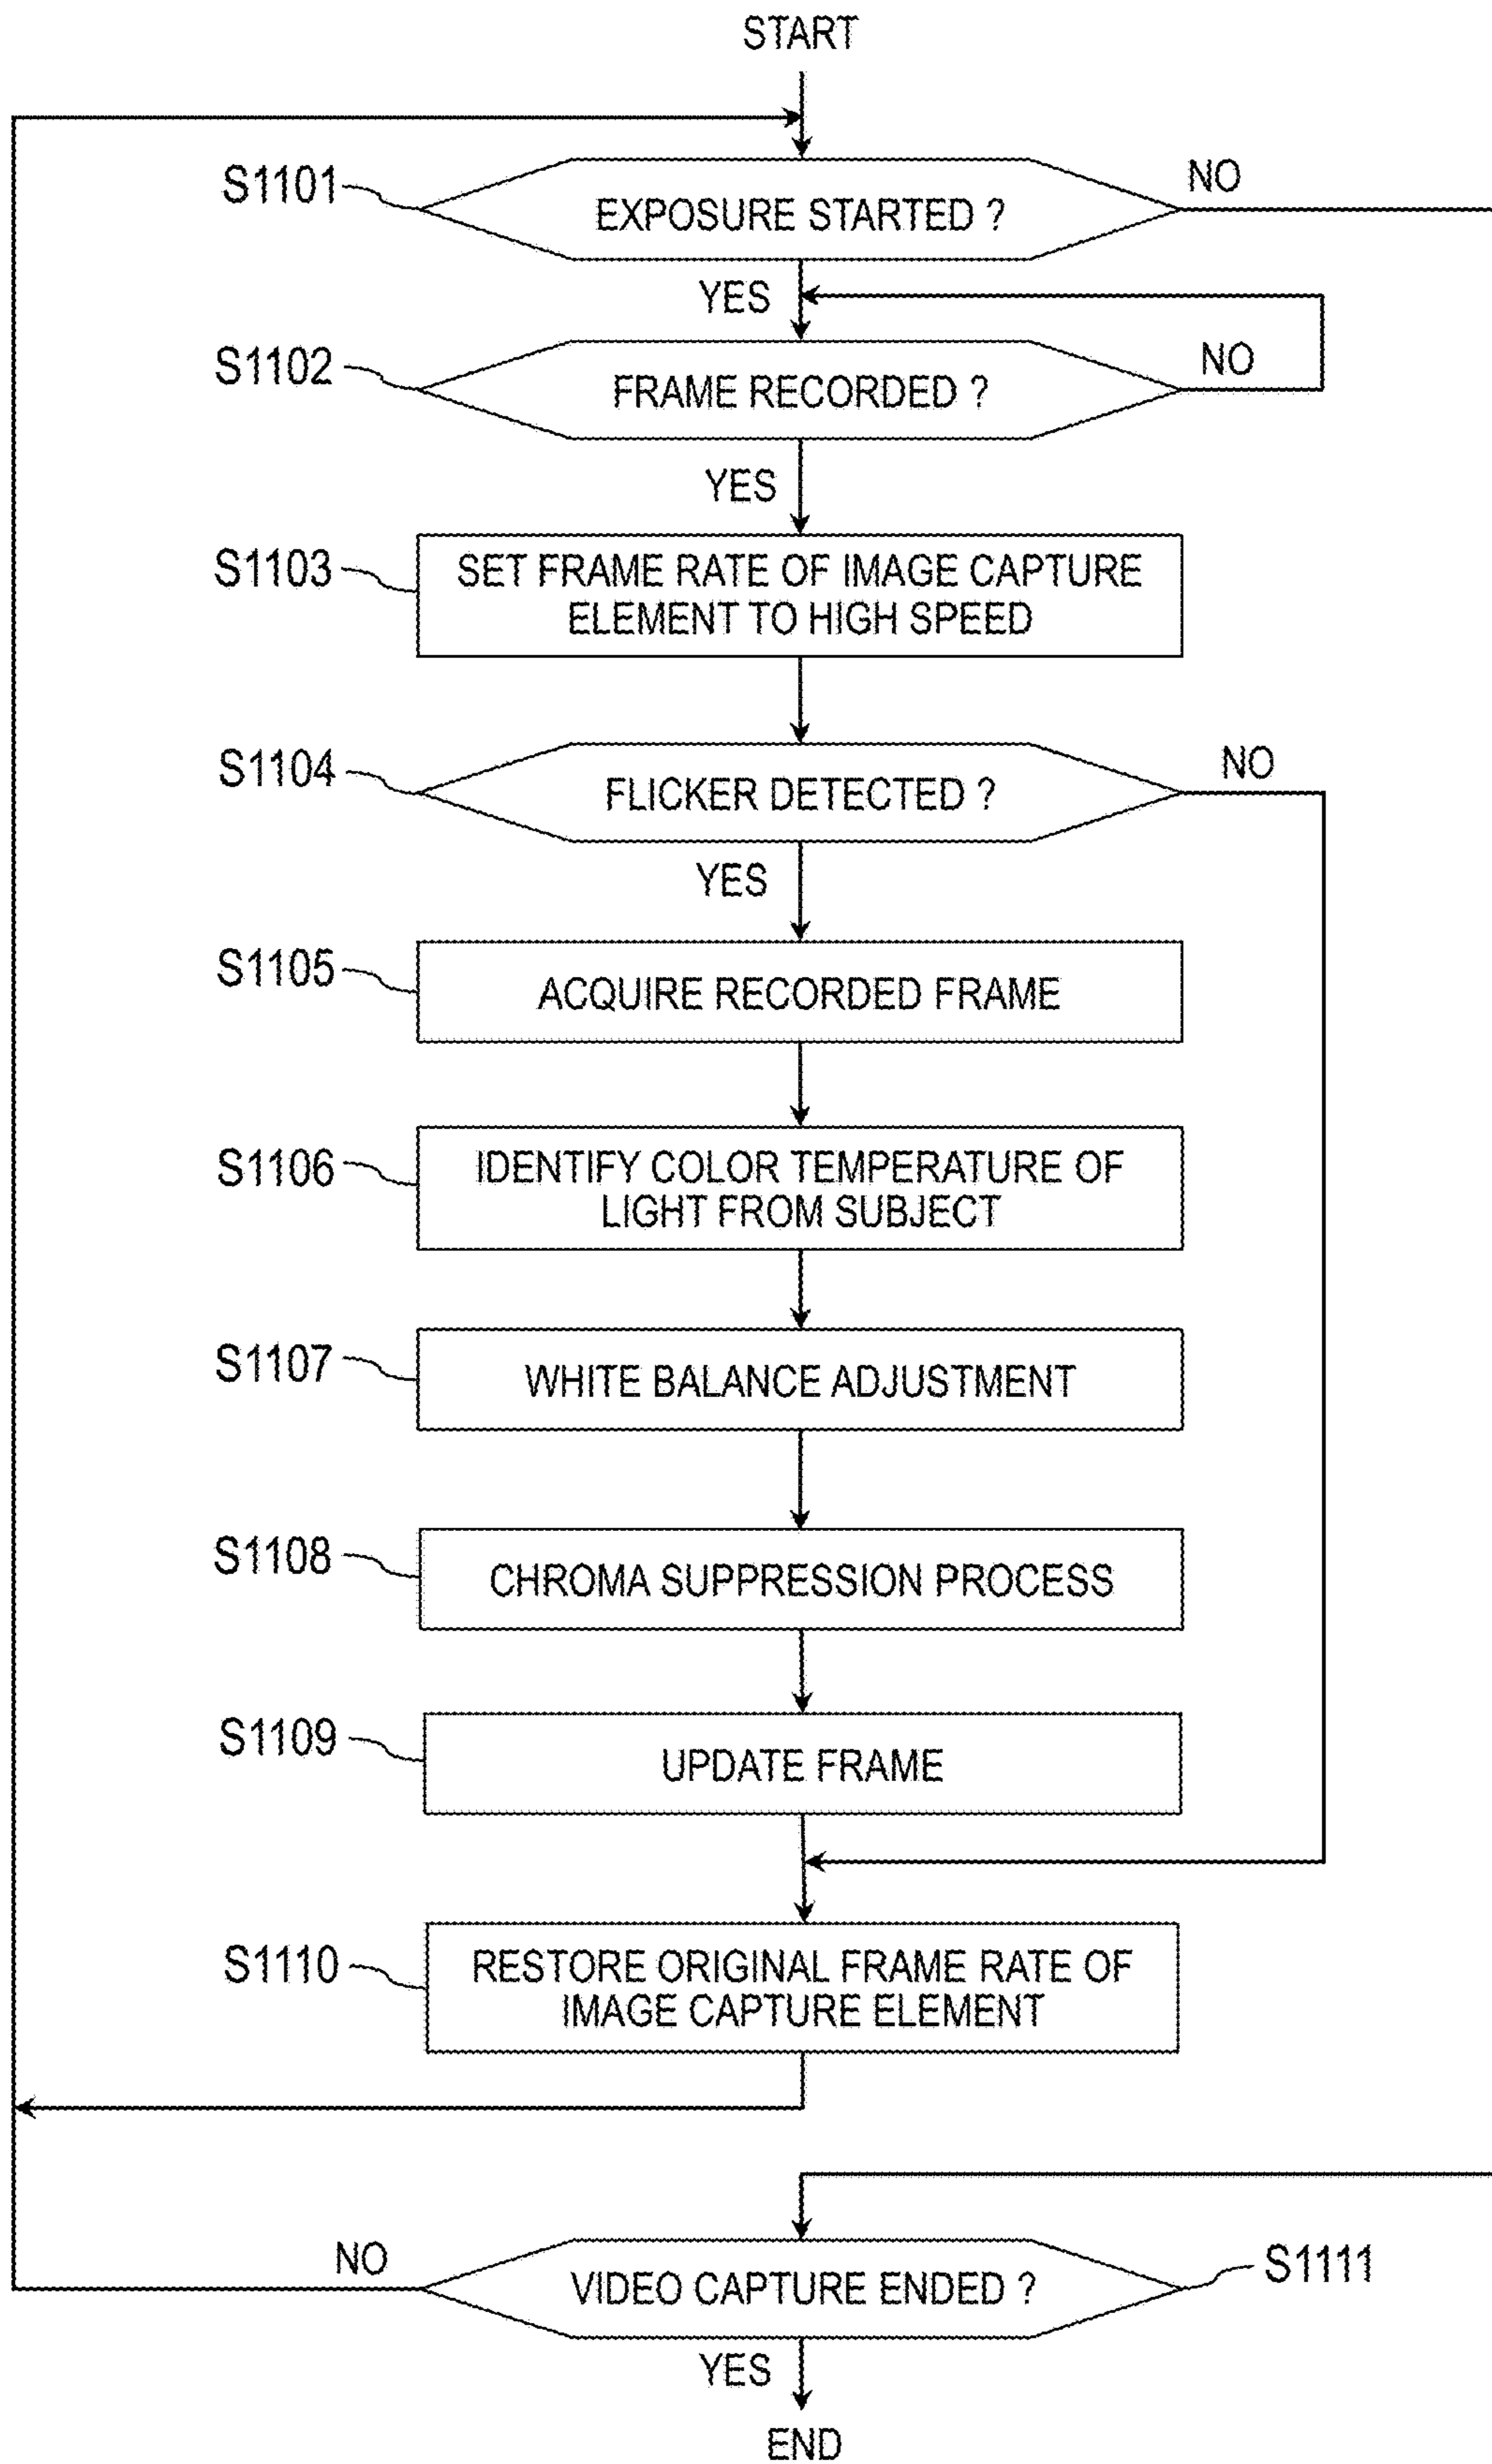 START
S1101
EXPOSURE STARTED ?
NO
YES
S1102
FRAME RECORDED ?
NO
YES
S1103
SET FRAME RATE OF IMAGE CAPTURE
ELEMENT TO HIGH SPEED
S1104
FLICKER DETECTED ?
NO
YES
S1105
ACQUIRE RECORDED FRAME
S1106
IDENTIFY COLOR TEMPERATURE OF
LIGHT FROM SUBJECT
S1107
WHITE BALANCE ADJUSTMENT
S1108
CHROMA SUPPRESSION PROCESS
S1109
UPDATE FRAME
S1110
RESTORE ORIGINAL FRAME RATE OF
IMAGE CAPTURE ELEMENT
NO
VIDEO CAPTURE ENDED ?
S1111
YES
END